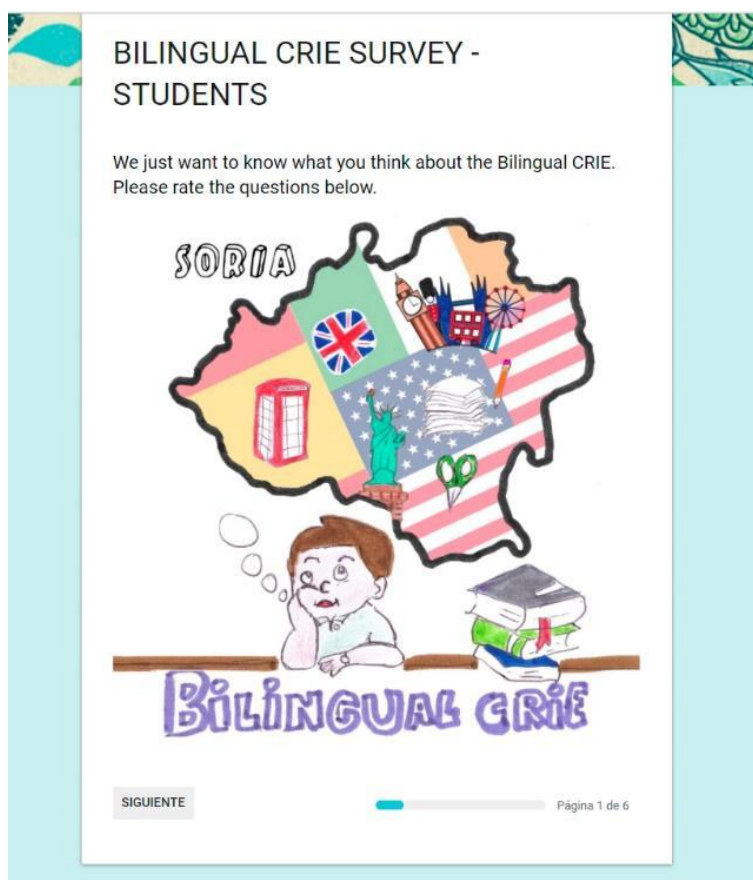 BILINGUAL CRIE SURVEY -
STUDENTS
We just want to know what you think about the Bilingual CRIE.
Please rate the questions below.
SORIA
BiLiNGUAL CRiE
SIGUIENTE
Página 1 de 6